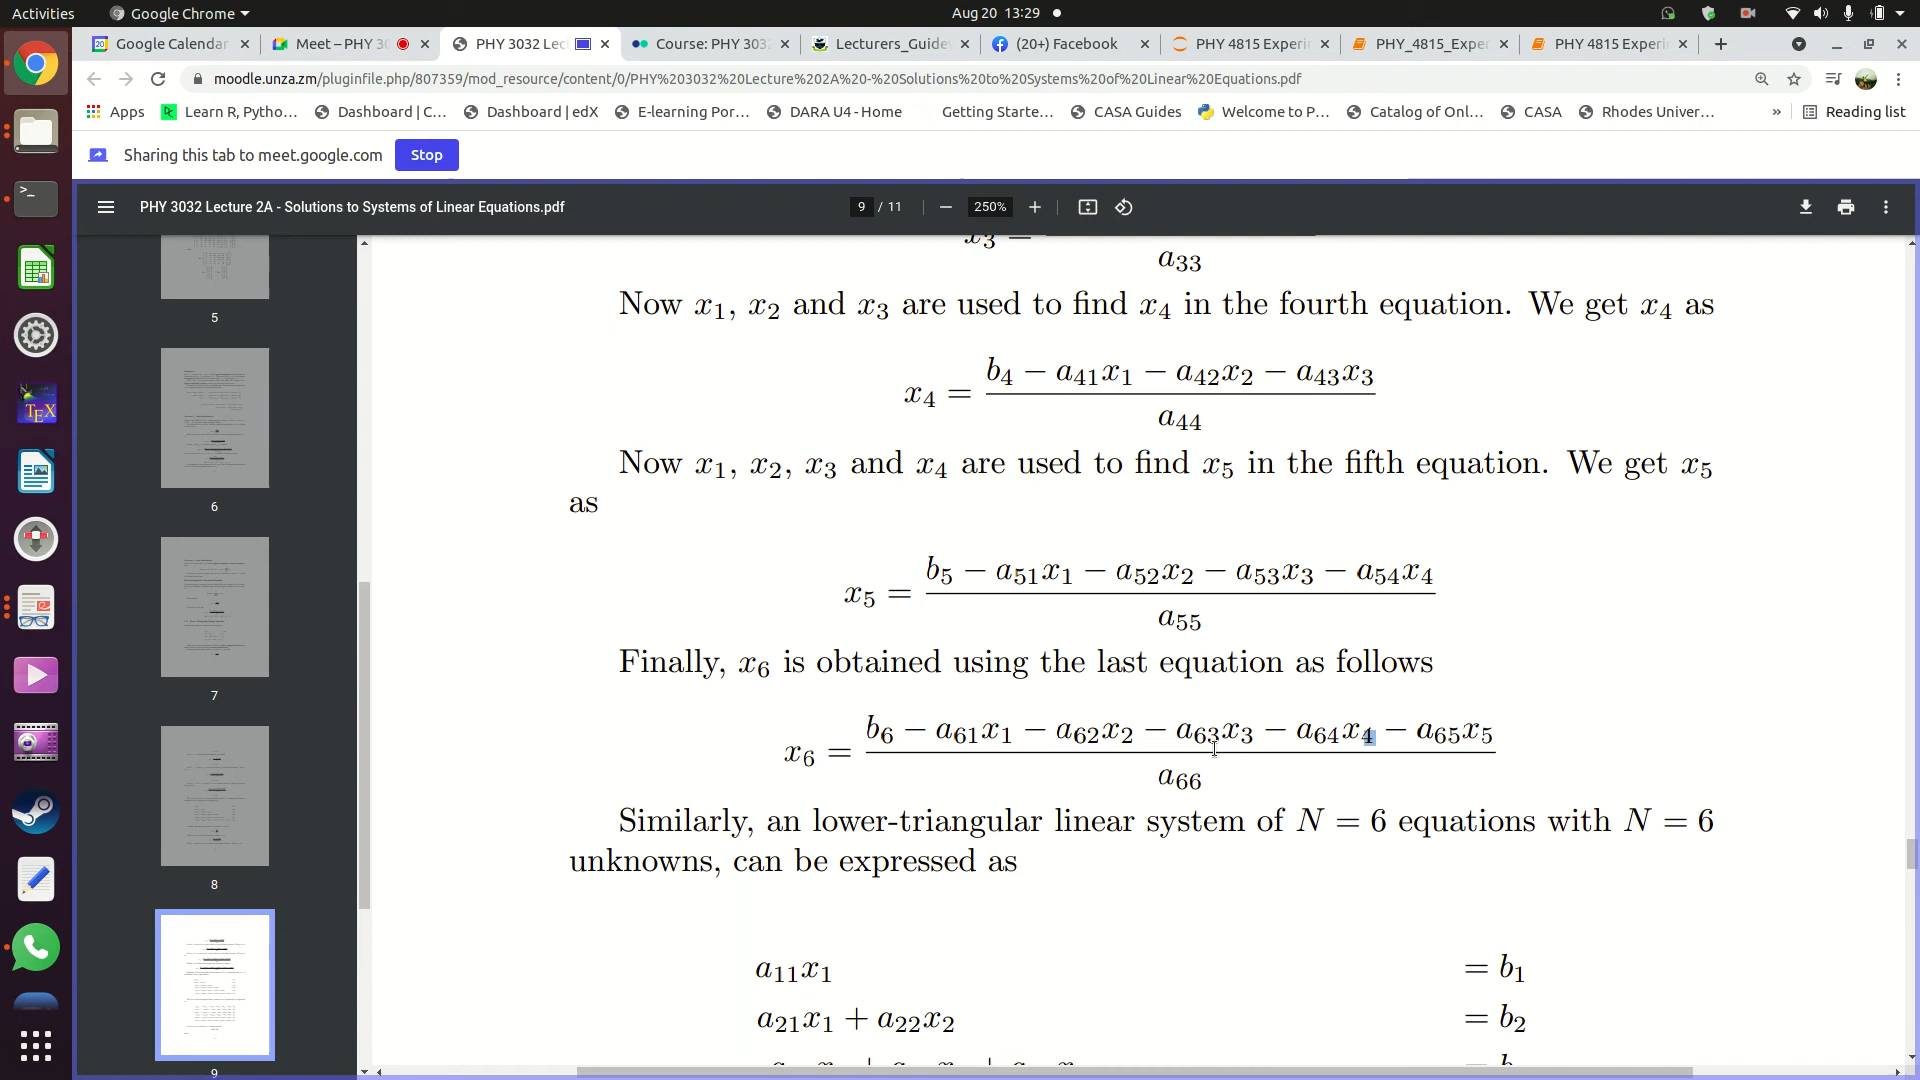 Activities Google Chrome Aug 20 13:29
Google Calendar Meet – PHY 30 PHY 3032 Lec Course: PHY 303 Lecturers_Guide (20+) Facebook PHY 4815 Experi PHY_4815_Expe PHY 4815 Experi
moodle.unza.zm/pluginfile.php/807359/mod_resource/content/0/PHY%203032%20Lecture%202A%20-%20Solutions%20to%20Systems%20of%20Linear%20Equations.pdf
Apps Learn R, Pytho… Dashboard | C… Dashboard | edX E-learning Por… DARA U4 - Home Getting Starte… CASA Guides Welcome to P… Catalog of Onl… CASA Rhodes Univer… » Reading list
Sharing this tab to meet.google.com Stop
PHY 3032 Lecture 2A - Solutions to Systems of Linear Equations.pdf 9 / 11 — 250% +
5
6
7
8
9
x₃ =
a₃₃
Now x₁, x₂ and x₃ are used to find x₄ in the fourth equation. We get x₄ as
b₄ − a₄₁x₁ − a₄₂x₂ − a₄₃x₃
x₄ =
a₄₄
Now x₁, x₂, x₃ and x₄ are used to find x₅ in the fifth equation. We get x₅
as
b₅ − a₅₁x₁ − a₅₂x₂ − a₅₃x₃ − a₅₄x₄
x₅ =
a₅₅
Finally, x₆ is obtained using the last equation as follows
b₆ − a₆₁x₁ − a₆₂x₂ − a₆₃x₃ − a₆₄x₄ − a₆₅x₅
x₆ =
a₆₆
Similarly, an lower-triangular linear system of N = 6 equations with N = 6
unknowns, can be expressed as
a₁₁x₁ = b₁
a₂₁x₁ + a₂₂x₂ = b₂